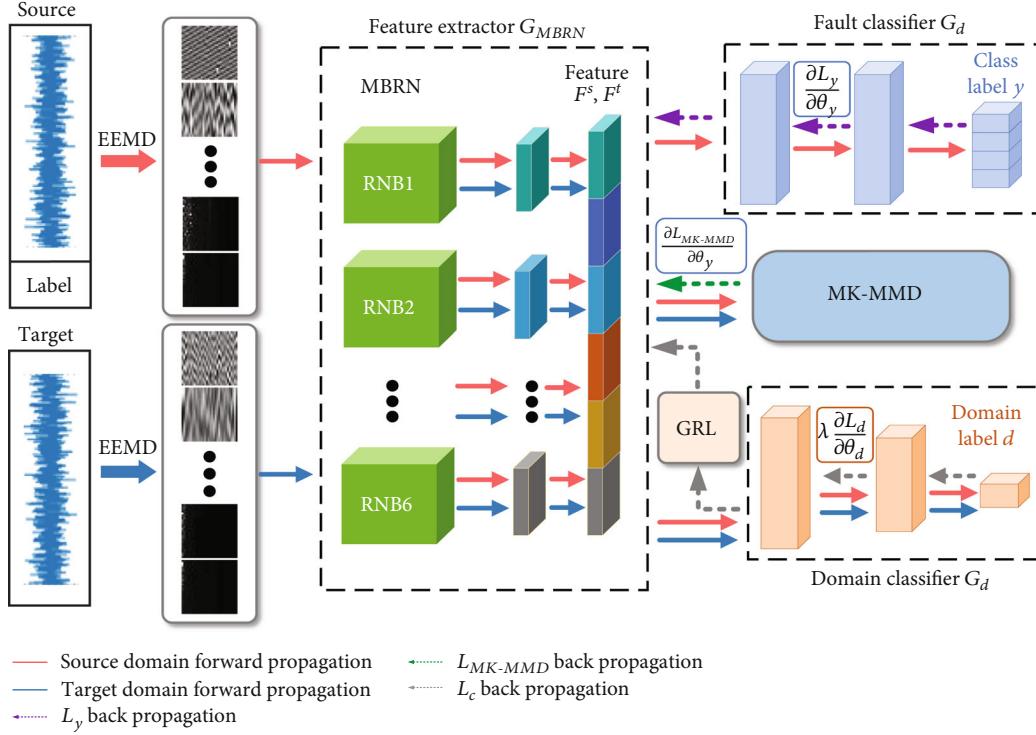 Source
Label
EEMD
Target
EEMD
Feature extractor G_MBRN
MBRN
Feature
F^s, F^t
RNB1
RNB2
RNB6
Fault classifier G_d
Class
label y
∂L_y
∂θ_y
∂L_MK-MMD
∂θ_y
MK-MMD
GRL
Domain
label d
λ ∂L_d
∂θ_d
Domain classifier G_d
Source domain forward propagation
Target domain forward propagation
L_y back propagation
L_MK-MMD back propagation
L_c back propagation